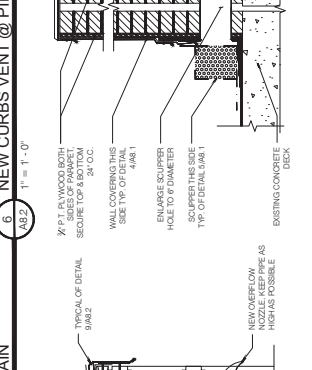 6
A8.2
NEW CURBS VENT @ PI
1" = 1' - 0"
¾" P.T. PLYWOOD BOTH
SIDES OF PARAPET,
SECURE TOP & BOTTOM
24" O.C.
WALL COVERING THIS
SIDE TYP. OF DETAIL
4/A8.1
ENLARGE SCUPPER
HOLE TO 6" DIAMETER
SCUPPER THIS SIDE
TYP. OF DETAIL 5/A8.1
EXISTING CONCRETE
DECK
AIN
TYPICAL OF DETAIL
9/A8.2
NEW OVERFLOW
NOZZLE, KEEP PIPE AS
HIGH AS POSSIBLE